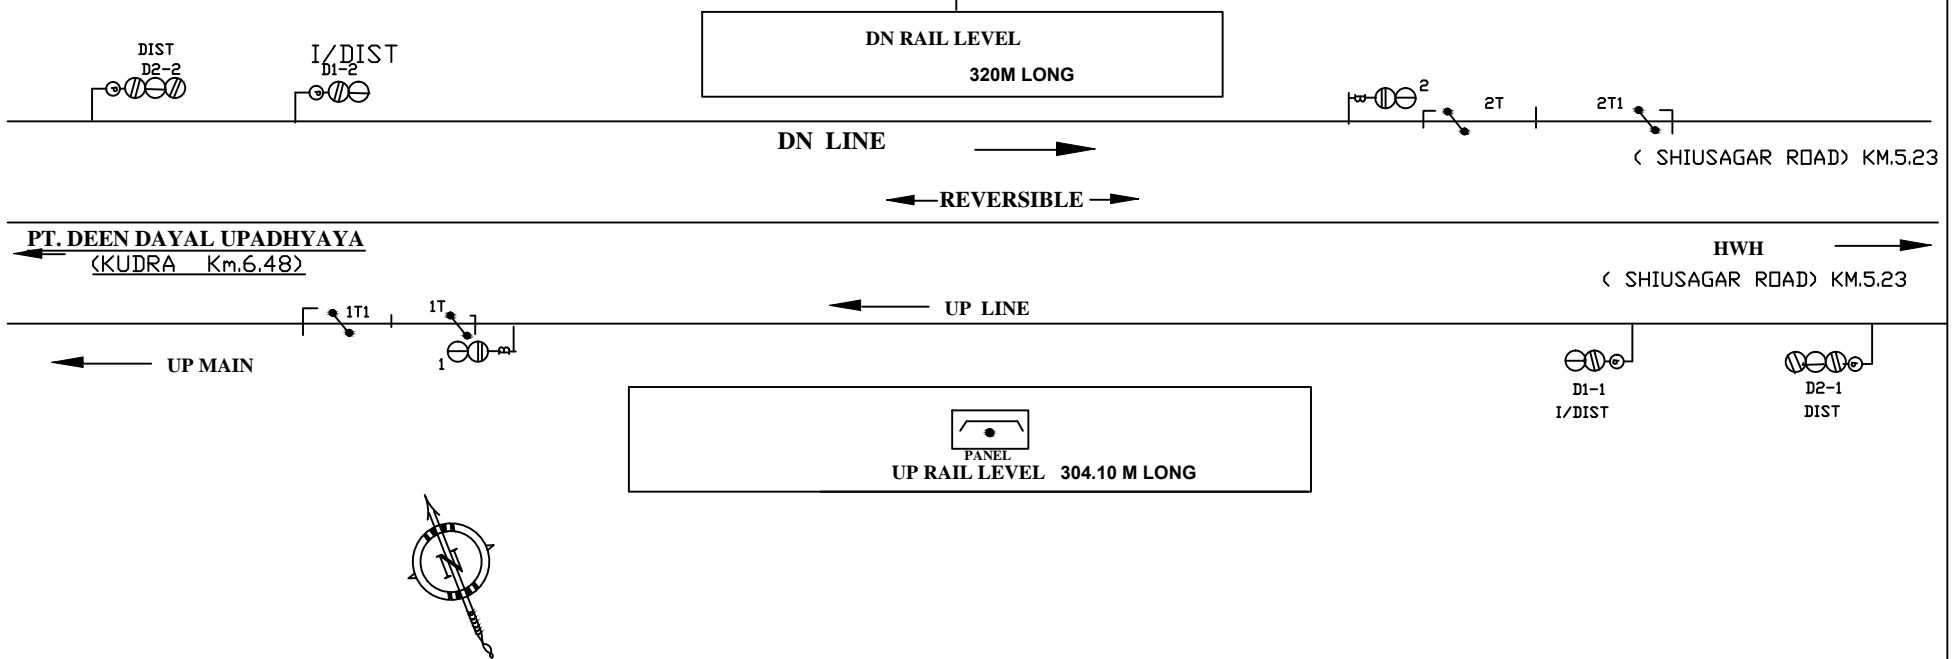 DN RAIL LEVEL
320M LONG
DIST
D2-2
I/DIST
D1-2
2
2T
2T1
DN LINE
( SHIUSAGAR ROAD) KM.5.23
REVERSIBLE
PT. DEEN DAYAL UPADHYAYA
(KUDRA Km.6.48)
HWH
( SHIUSAGAR ROAD) KM.5.23
1T1
1T
UP LINE
1
UP MAIN
D1-1
I/DIST
D2-1
DIST
PANEL
UP RAIL LEVEL 304.10 M LONG
N